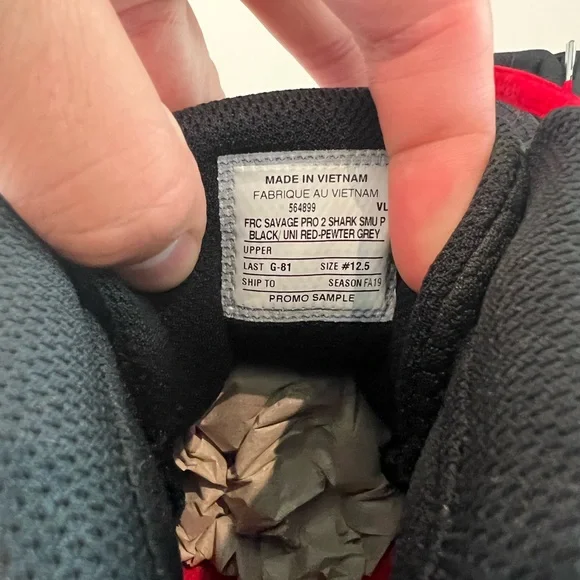 MADE IN VIETNAM
FABRIQUE AU VIETNAM
564899 VL
FRC SAVAGE PRO 2 SHARK SMU P
BLACK/ UNI RED-PEWTER GREY
UPPER
LAST G-81 SIZE #12.5
SHIP TO SEASON FA19
PROMO SAMPLE